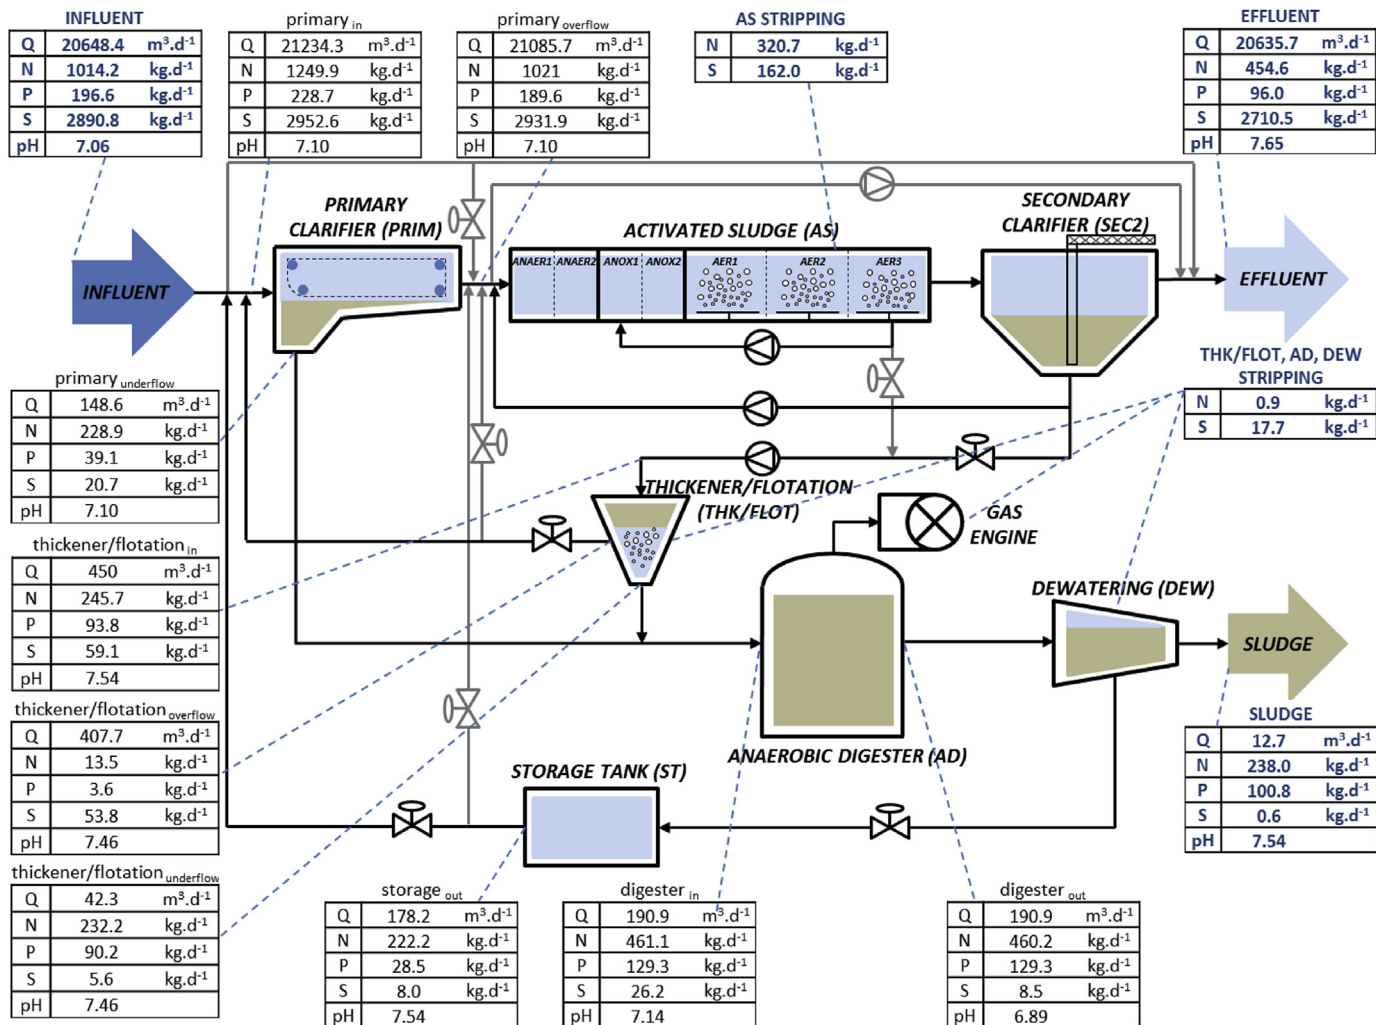 INFLUENT
Q 20648.4 m³.d⁻¹
N 1014.2 kg.d⁻¹
P 196.6 kg.d⁻¹
S 2890.8 kg.d⁻¹
pH 7.06
primary in
Q 21234.3 m³.d⁻¹
N 1249.9 kg.d⁻¹
P 228.7 kg.d⁻¹
S 2952.6 kg.d⁻¹
pH 7.10
primary overflow
Q 21085.7 m³.d⁻¹
N 1021 kg.d⁻¹
P 189.6 kg.d⁻¹
S 2931.9 kg.d⁻¹
pH 7.10
AS STRIPPING
N 320.7 kg.d⁻¹
S 162.0 kg.d⁻¹
EFFLUENT
Q 20635.7 m³.d⁻¹
N 454.6 kg.d⁻¹
P 96.0 kg.d⁻¹
S 2710.5 kg.d⁻¹
pH 7.65
PRIMARY
CLARIFIER (PRIM)
ACTIVATED SLUDGE (AS)
SECONDARY
CLARIFIER (SEC2)
ANAER1 ANAER2 ANOX1 ANOX2 AER1 AER2 AER3
INFLUENT
EFFLUENT
THK/FLOT, AD, DEW
STRIPPING
N 0.9 kg.d⁻¹
S 17.7 kg.d⁻¹
primary underflow
Q 148.6 m³.d⁻¹
N 228.9 kg.d⁻¹
P 39.1 kg.d⁻¹
S 20.7 kg.d⁻¹
pH 7.10
THICKENER/FLOTATION
(THK/FLOT)
GAS
ENGINE
thickener/flotation in
Q 450 m³.d⁻¹
N 245.7 kg.d⁻¹
P 93.8 kg.d⁻¹
S 59.1 kg.d⁻¹
pH 7.54
DEWATERING (DEW)
SLUDGE
thickener/flotation overflow
Q 407.7 m³.d⁻¹
N 13.5 kg.d⁻¹
P 3.6 kg.d⁻¹
S 53.8 kg.d⁻¹
pH 7.46
ANAEROBIC DIGESTER (AD)
STORAGE TANK (ST)
SLUDGE
Q 12.7 m³.d⁻¹
N 238.0 kg.d⁻¹
P 100.8 kg.d⁻¹
S 0.6 kg.d⁻¹
pH 7.54
thickener/flotation underflow
Q 42.3 m³.d⁻¹
N 232.2 kg.d⁻¹
P 90.2 kg.d⁻¹
S 5.6 kg.d⁻¹
pH 7.46
storage out
Q 178.2 m³.d⁻¹
N 222.2 kg.d⁻¹
P 28.5 kg.d⁻¹
S 8.0 kg.d⁻¹
pH 7.54
digester in
Q 190.9 m³.d⁻¹
N 461.1 kg.d⁻¹
P 129.3 kg.d⁻¹
S 26.2 kg.d⁻¹
pH 7.14
digester out
Q 190.9 m³.d⁻¹
N 460.2 kg.d⁻¹
P 129.3 kg.d⁻¹
S 8.5 kg.d⁻¹
pH 6.89